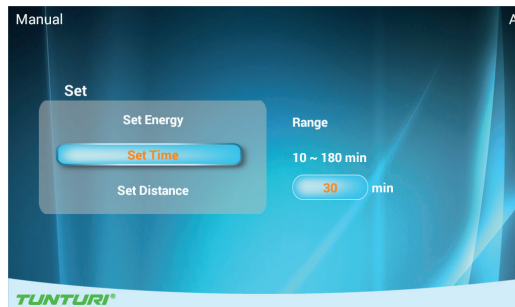 Manual
A
Set
Set Energy
Set Time
Set Distance
Range
10 ~ 180 min
30 min
TUNTURI®